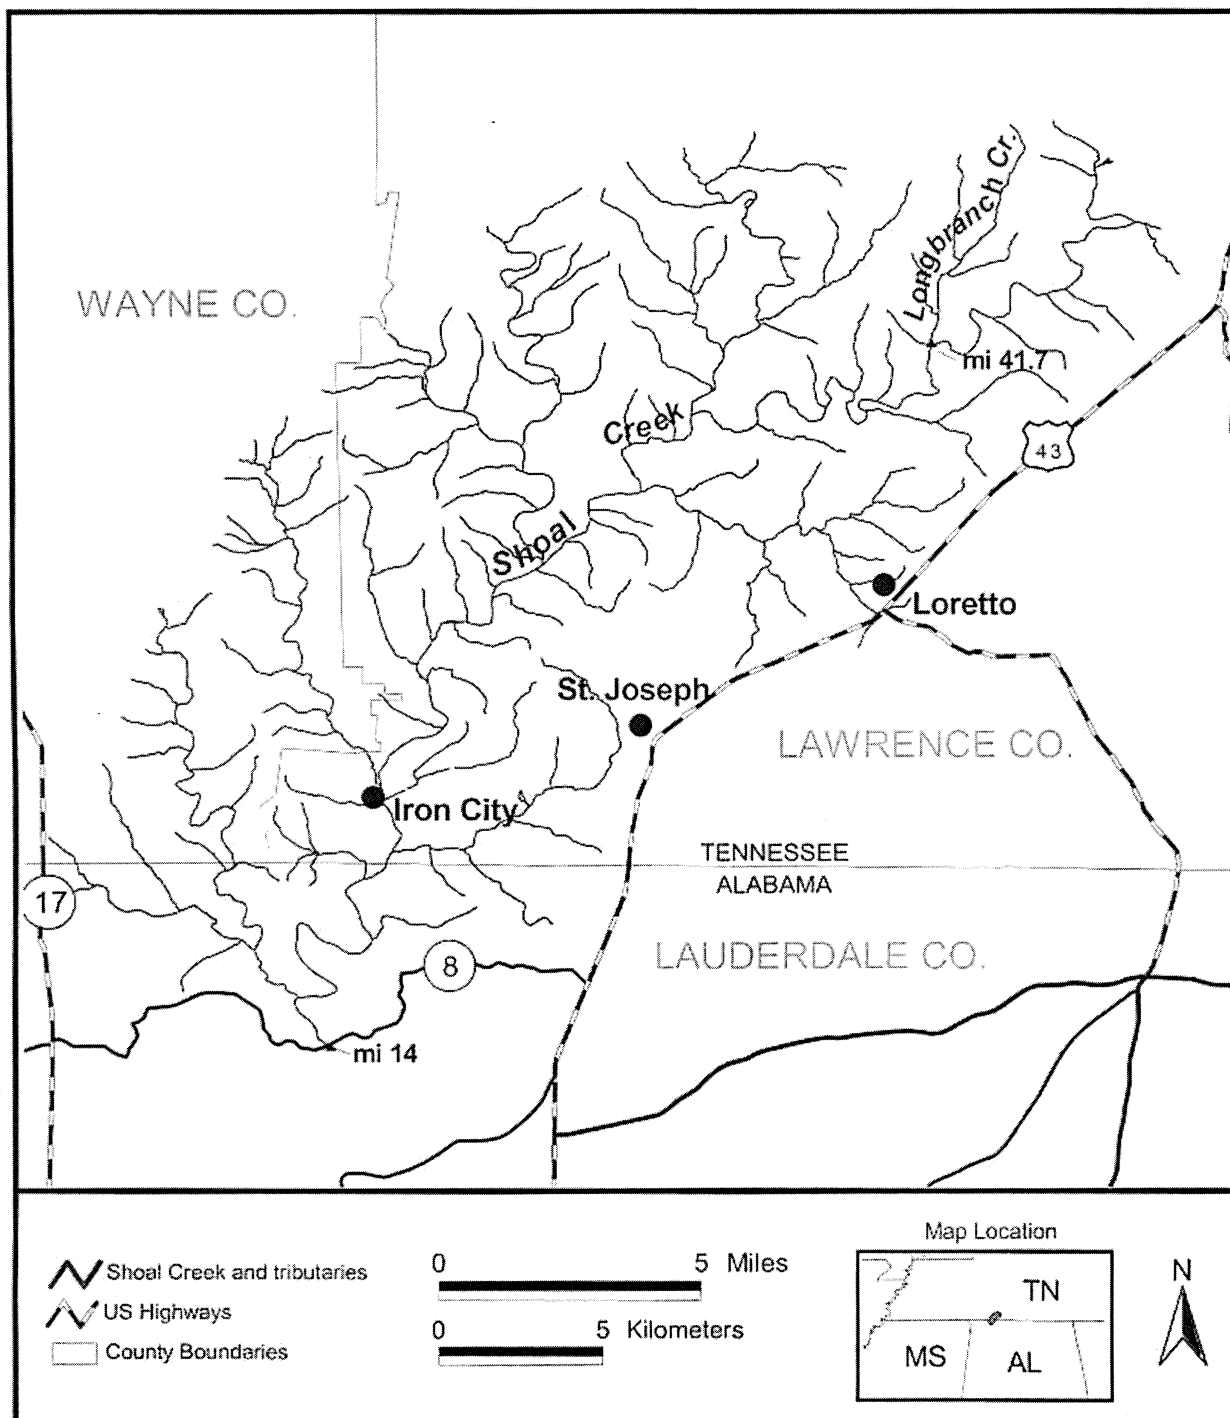 Longbranch Cr.
WAYNE CO.
mi 41.7
Creek
43
Shoal
Loretto
St. Joseph
LAWRENCE CO.
Iron City
TENNESSEE
ALABAMA
17
LAUDERDALE CO.
8
mi 14
Map Location
Shoal Creek and tributaries
US Highways
County Boundaries
0 5 Miles
0 5 Kilometers
TN
MS AL
N